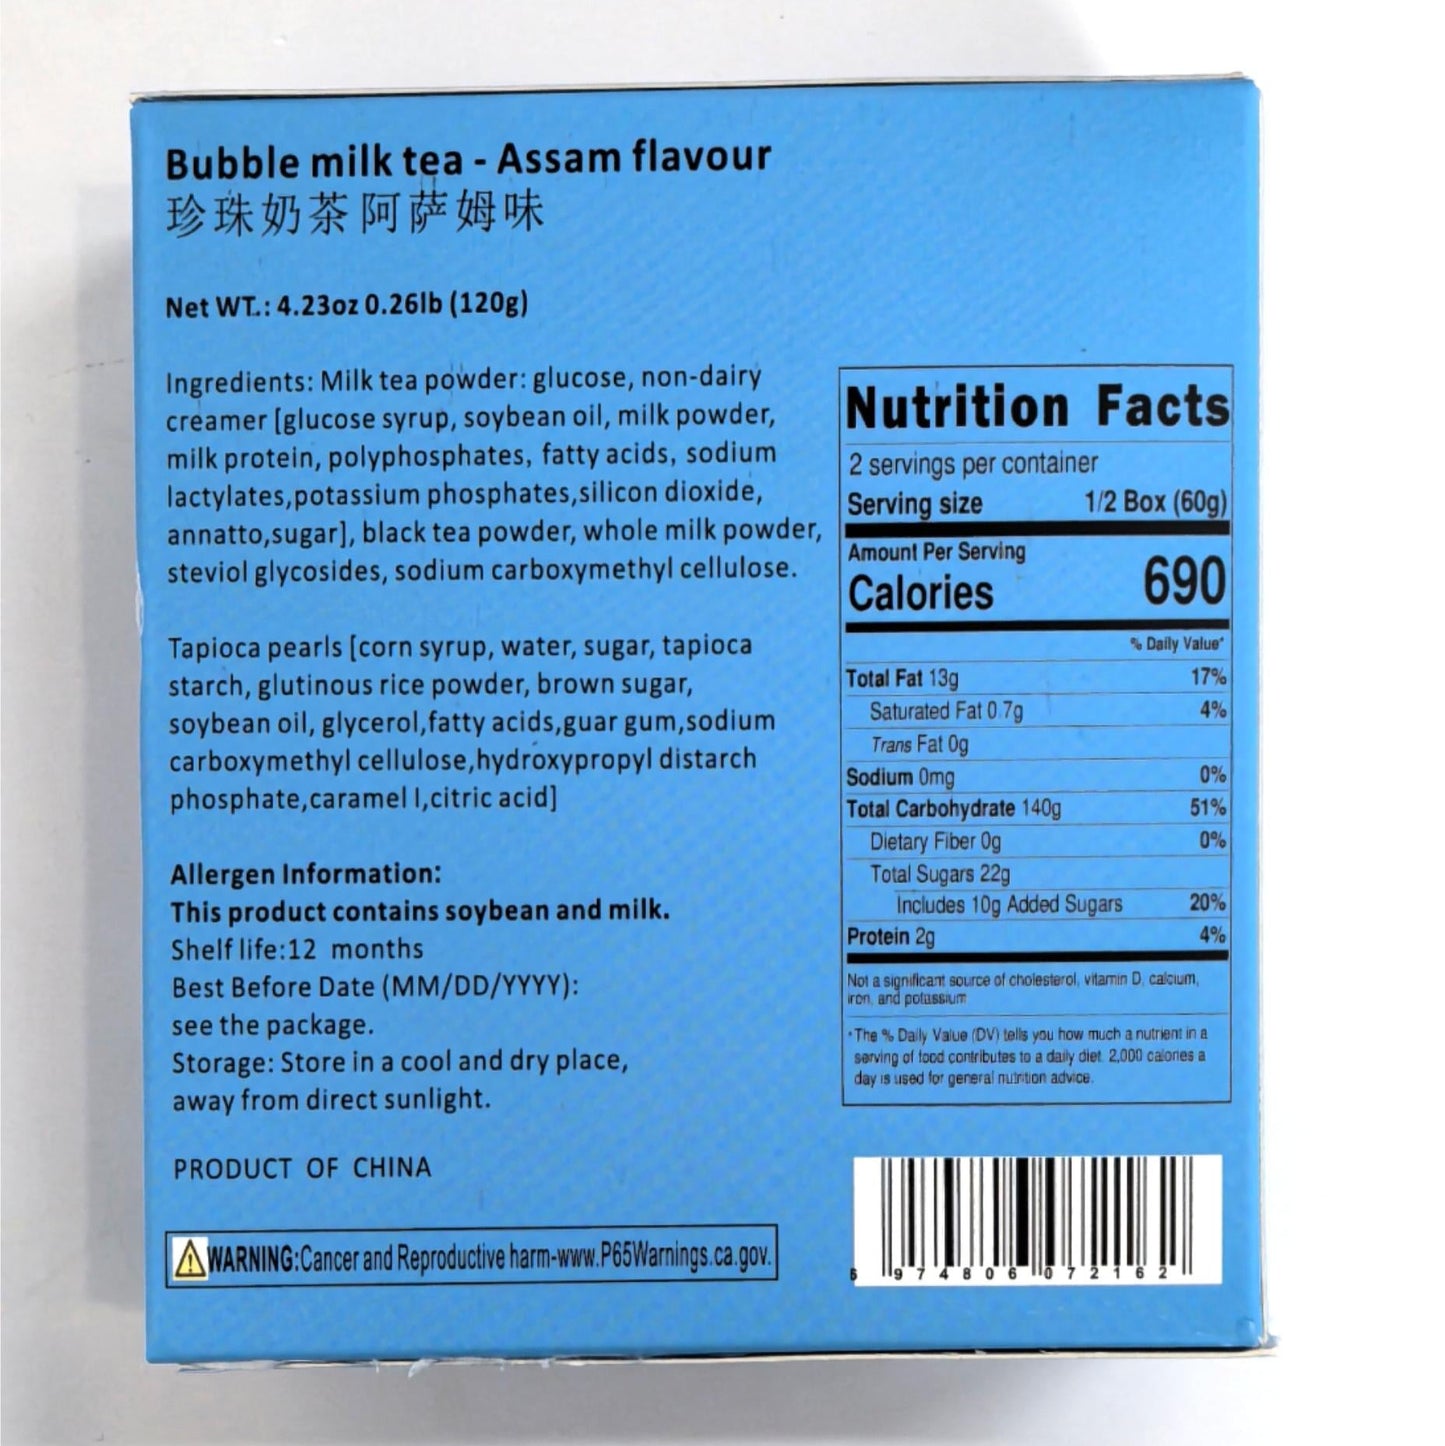 Bubble milk tea - Assam flavour
珍珠奶茶阿萨姆味
Net WT.: 4.23oz 0.26lb (120g)
Ingredients: Milk tea powder: glucose, non-dairy
creamer [glucose syrup, soybean oil, milk powder,
milk protein, polyphosphates, fatty acids, sodium
lactylates,potassium phosphates,silicon dioxide,
annatto,sugar], black tea powder, whole milk powder,
steviol glycosides, sodium carboxymethyl cellulose.
Tapioca pearls [corn syrup, water, sugar, tapioca
starch, glutinous rice powder, brown sugar,
soybean oil, glycerol,fatty acids,guar gum,sodium
carboxymethyl cellulose,hydroxypropyl distarch
phosphate,caramel I,citric acid]
Allergen Information:
This product contains soybean and milk.
Shelf life:12 months
Best Before Date (MM/DD/YYYY):
see the package.
Storage: Store in a cool and dry place,
away from direct sunlight.
PRODUCT OF CHINA
WARNING:Cancer and Reproductive harm-www.P65Warnings.ca.gov.
Nutrition Facts
2 servings per container
Serving size 1/2 Box (60g)
Amount Per Serving
Calories 690
% Daily Value*
Total Fat 13g 17%
Saturated Fat 0.7g 4%
Trans Fat 0g
Sodium 0mg 0%
Total Carbohydrate 140g 51%
Dietary Fiber 0g 0%
Total Sugars 22g
Includes 10g Added Sugars 20%
Protein 2g 4%
Not a significant source of cholesterol, vitamin D, calcium,
iron, and potassium
*The % Daily Value (DV) tells you how much a nutrient in a
serving of food contributes to a daily diet. 2,000 calories a
day is used for general nutrition advice.
6 974806 072162